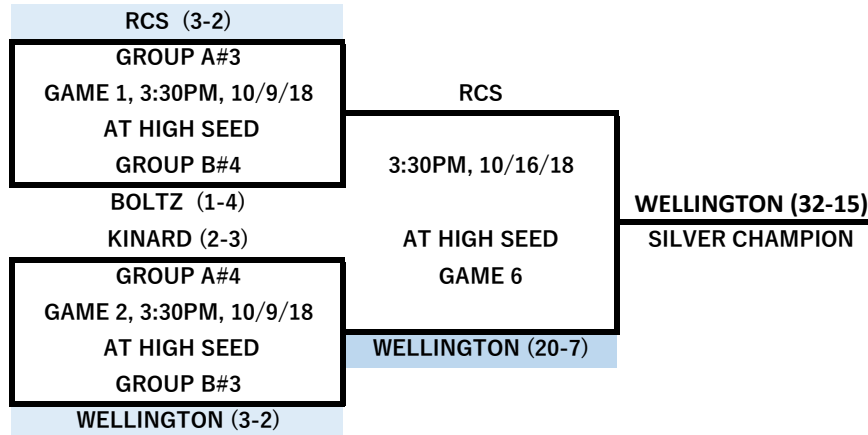 RCS (3-2)
GROUP A#3
GAME 1, 3:30PM, 10/9/18
AT HIGH SEED
GROUP B#4
BOLTZ (1-4)
KINARD (2-3)
GROUP A#4
GAME 2, 3:30PM, 10/9/18
AT HIGH SEED
GROUP B#3
WELLINGTON (3-2)
RCS
3:30PM, 10/16/18
AT HIGH SEED
GAME 6
WELLINGTON (20-7)
WELLINGTON (32-15)
SILVER CHAMPION